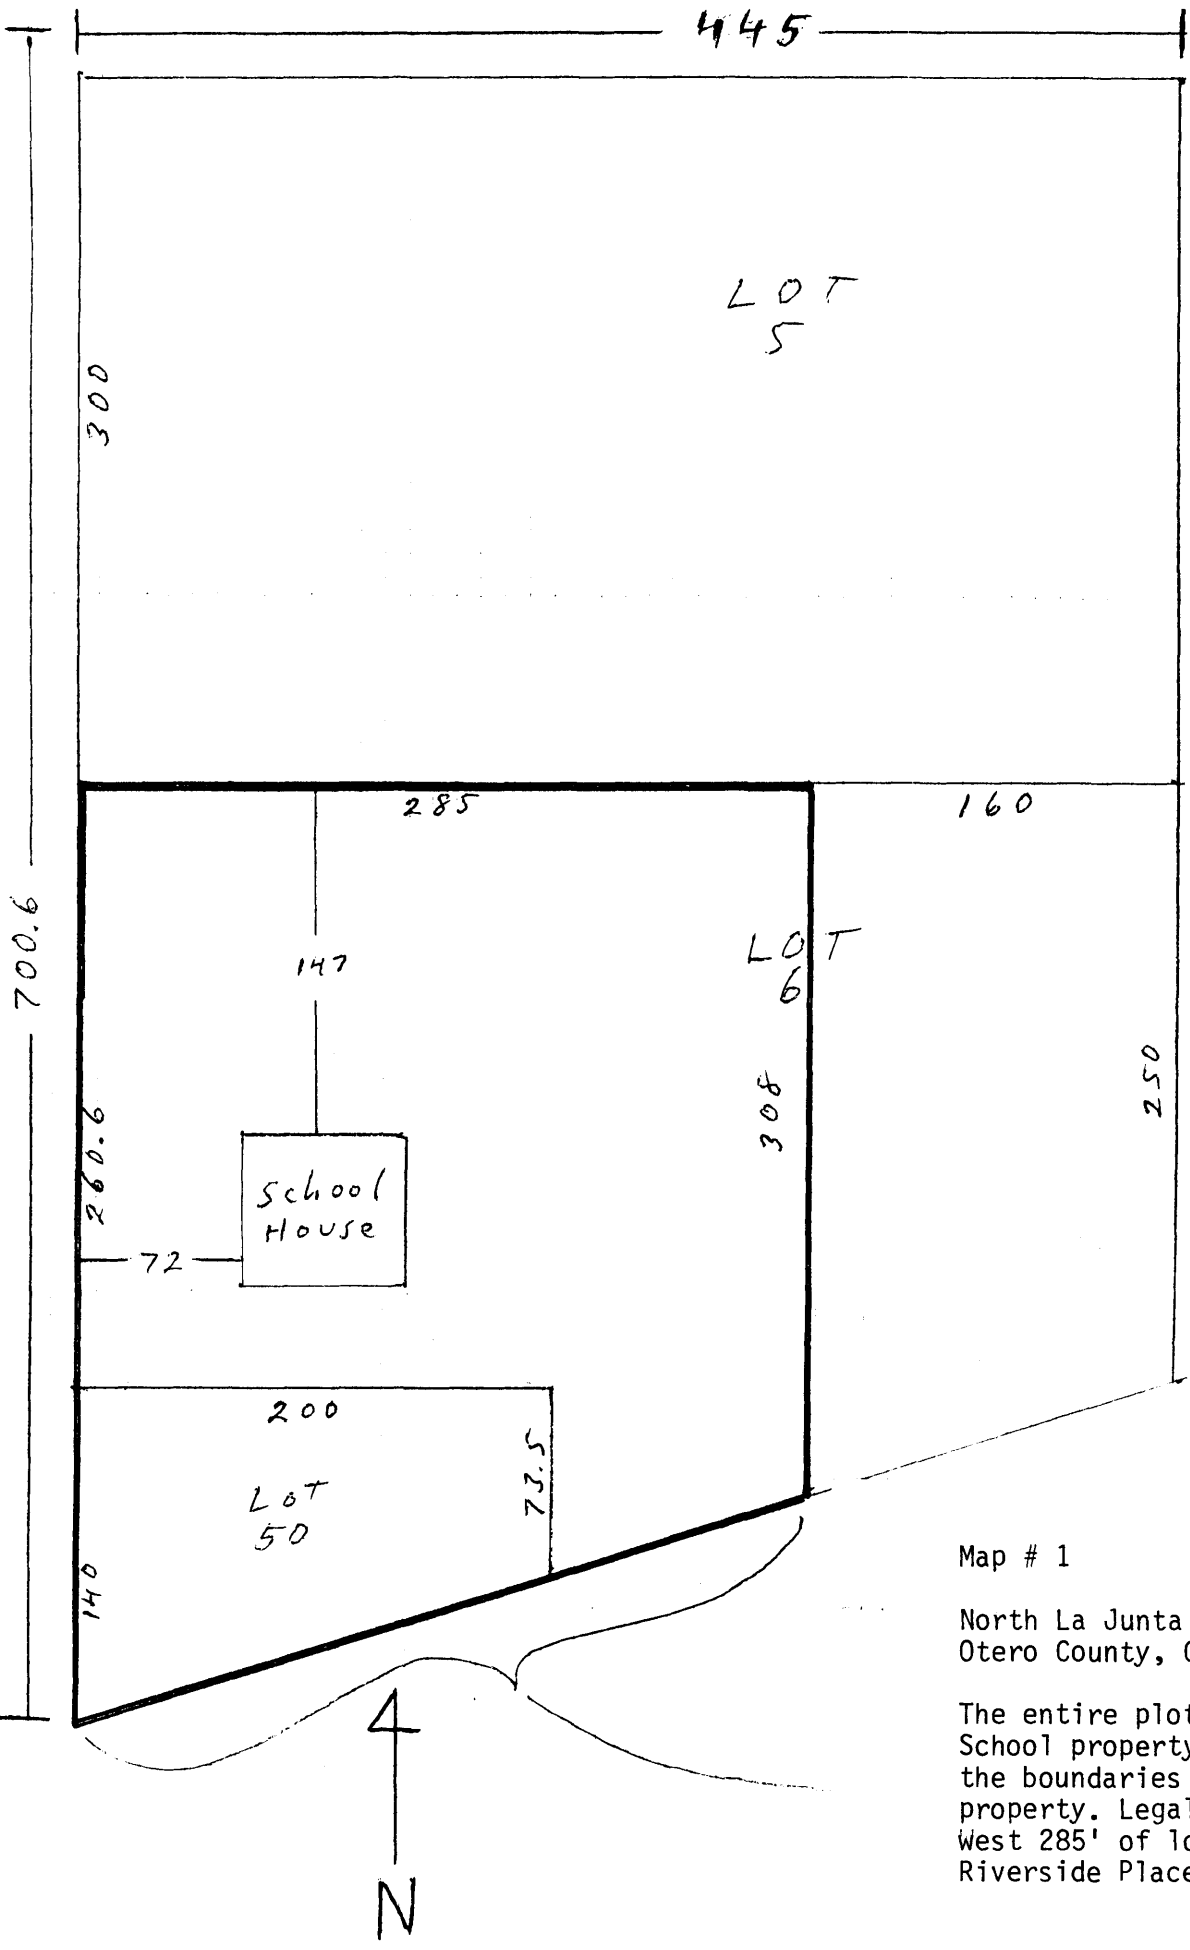 445
LOT
5
300
285
160
700.6
147
LOT
6
308
250
260.6
School
House
72
200
73.5
LOT
50
140
N
Map # 1
North La Junta
Otero County,
The entire plot
School property
the boundaries
property. Legal
West 285' of
Riverside Place